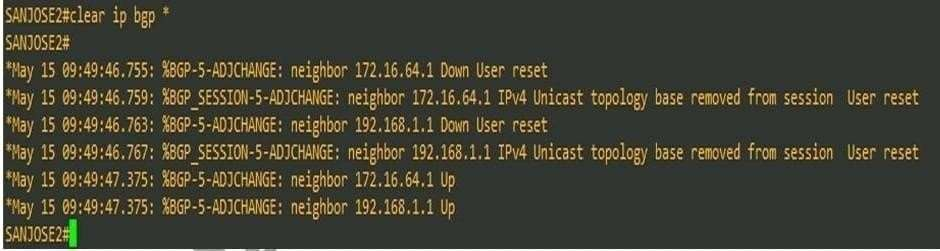 SANJOSE2#clear ip bgp *
SANJOSE2#
*May 15 09:49:46.755: %BGP-5-ADJCHANGE: neighbor 172.16.64.1 Down User reset
*May 15 09:49:46.759: %BGP_SESSION-5-ADJCHANGE: neighbor 172.16.64.1 IPv4 Unicast topology base removed from session  User reset
*May 15 09:49:46.763: %BGP-5-ADJCHANGE: neighbor 192.168.1.1 Down User reset
*May 15 09:49:46.767: %BGP_SESSION-5-ADJCHANGE: neighbor 192.168.1.1 IPv4 Unicast topology base removed from session  User reset
*May 15 09:49:47.375: %BGP-5-ADJCHANGE: neighbor 172.16.64.1 Up
*May 15 09:49:47.375: %BGP-5-ADJCHANGE: neighbor 192.168.1.1 Up
SANJOSE2#